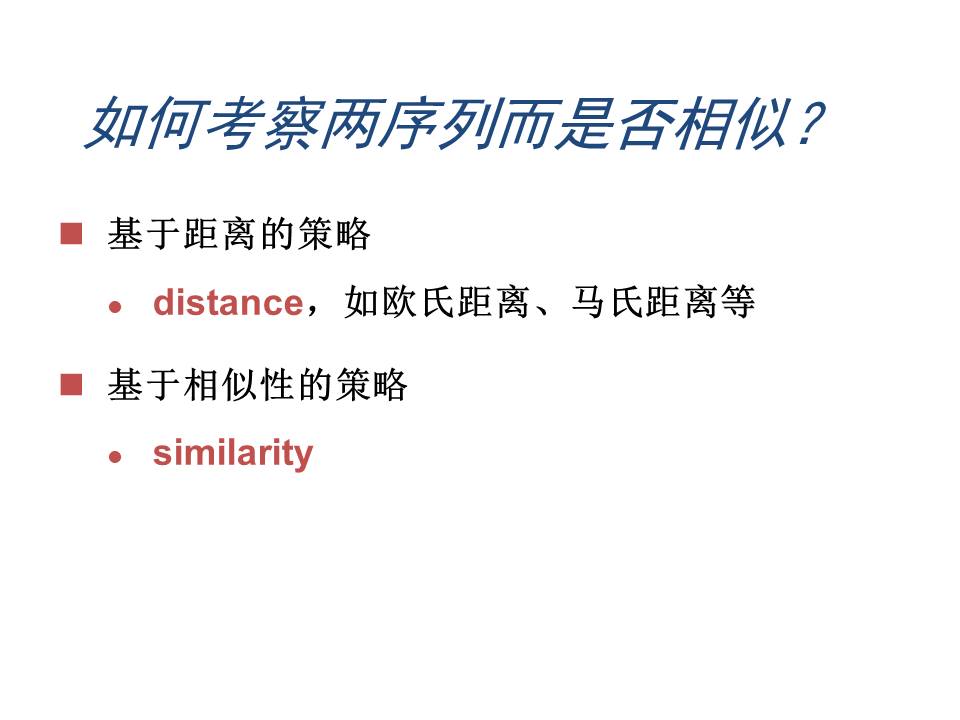 如何考察两序列而是否相似？
基于距离的策略
distance，如欧氏距离、马氏距离等
基于相似性的策略
similarity